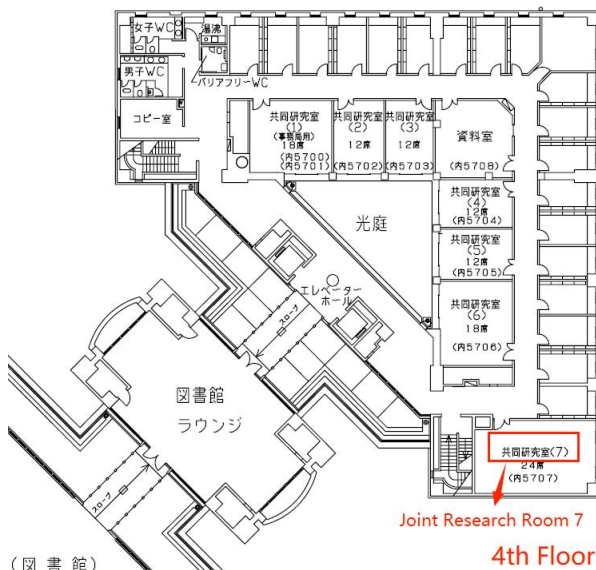 女子WC
湯沸
男子WC
バリアフリーWC
コピー室
共同研究室
(1)
(事務局用)
18席
(内5700)
(内5701)
共同研究室
(2)
12席
(内5702)
共同研究室
(3)
12席
(内5703)
資料室
(内5708)
共同研究室
(4)
12席
(内5704)
光庭
共同研究室
(5)
12席
(内5705)
エレベーター
ホール
共同研究室
(6)
18席
(内5706)
スロープ
図書館
ラウンジ
共同研究室(7)
24席
(内5707)
スロープ
Joint Research Room 7
4th Floor
(図書館)